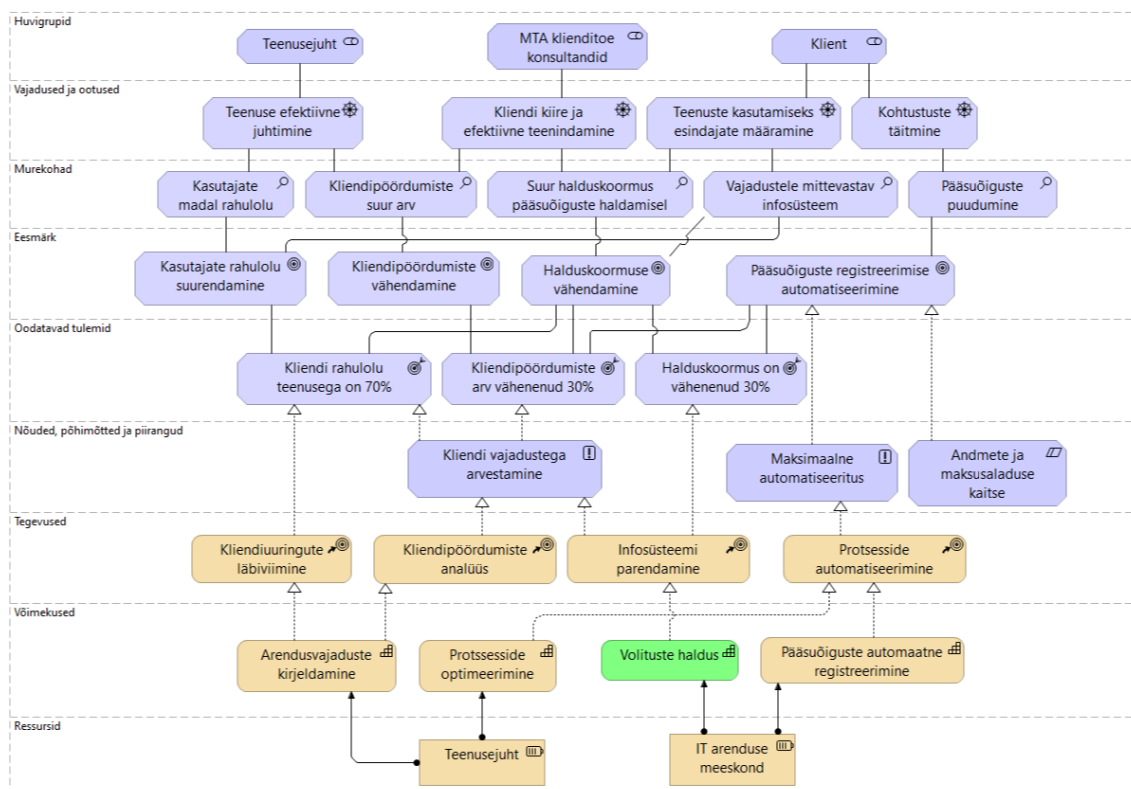 Huvigrupid
Teenusejuht
MTA klienditoe
konsultandid
Klient
Vajadused ja ootused
Teenuse efektiivne
juhtimine
Kliendi kiire ja
efektiivne teenindamine
Teenuste kasutamiseks
esindajate määramine
Kohtustuste
täitmine
Murekohad
Kasutajate
madal rahulolu
Kliendipöördumiste
suur arv
Suur halduskoormus
pääsuõiguste haldamisel
Vajadustele mittevastav
infosüsteem
Pääsuõiguste
puudumine
Eesmärk
Kasutajate rahulolu
suurendamine
Kliendipöördumiste
vähendamine
Halduskoormuse
vähendamine
Pääsuõiguste registreerimise
automatiseerimine
Oodatavad tulemid
Kliendi rahulolu
teenusega on 70%
Kliendipöördumiste
arv vähenenud 30%
Halduskoormus on
vähenenud 30%
Nõuded, põhimõtted ja piirangud
Kliendi vajadustega
arvestamine
Maksimaalne
automatiseeritus
Andmete ja
maksusaladuse
kaitse
Tegevused
Kliendiuuringute
läbiviimine
Kliendipöördumiste
analüüs
Infosüsteemi
parendamine
Protsesside
automatiseerimine
Võimekused
Arendusvajaduste
kirjeldamine
Protssesside
optimeerimine
Volituste haldus
Pääsuõiguste automaatne
registreerimine
Ressursid
Teenusejuht
IT arenduse
meeskond